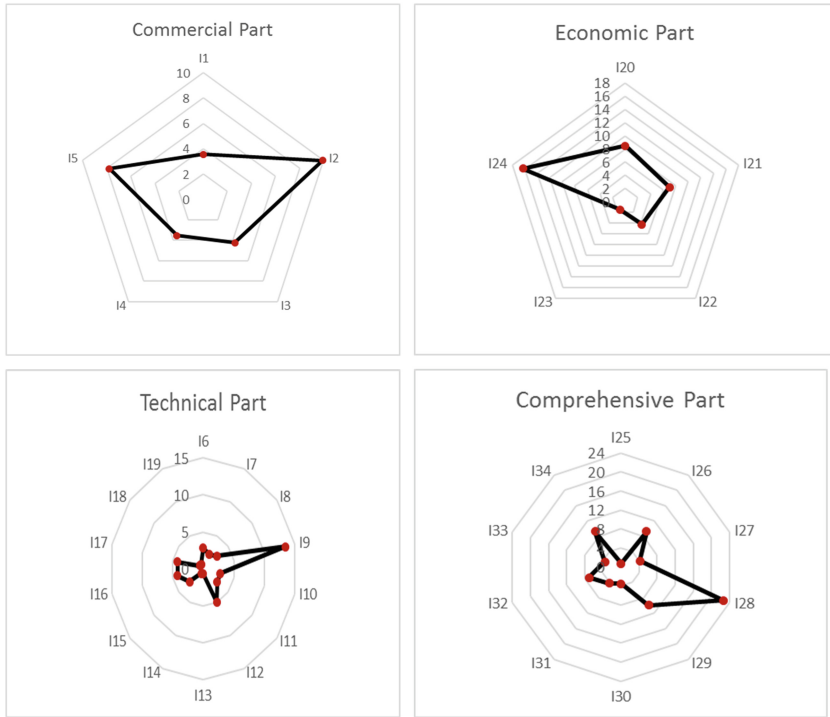 Commercial Part
I1
10
8
6
4
2
0
I2
I3
I4
I5
Economic Part
I20
18
16
14
12
10
8
6
4
2
0
I21
I22
I23
I24
Technical Part
I6
15
10
5
0
I7
I8
I9
I10
I11
I12
I13
I14
I15
I16
I17
I18
I19
Comprehensive Part
I25
24
20
16
12
8
4
0
I26
I27
I28
I29
I30
I31
I32
I33
I34